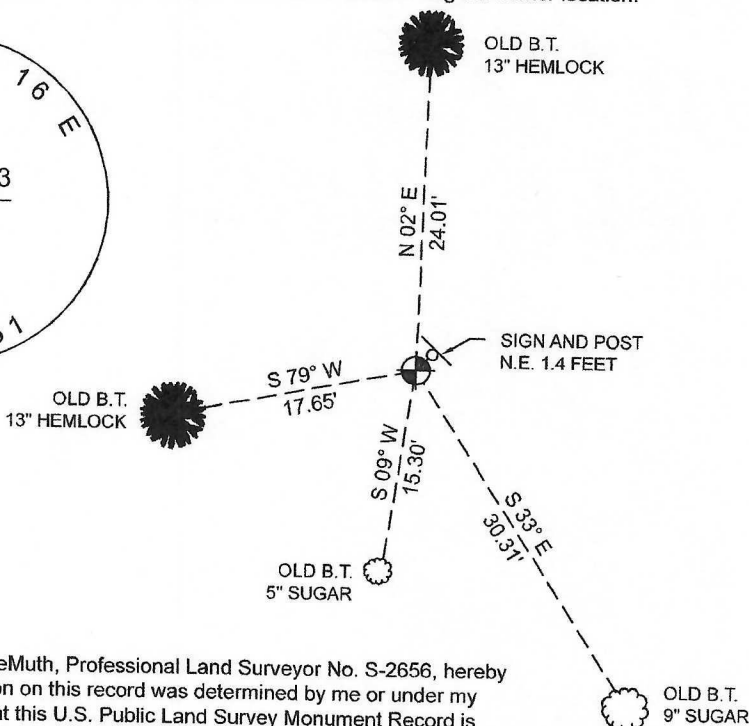 OLD B.T.
13" HEMLOCK
16 E
3
N 02° E
24.01'
SIGN AND POST
N.E. 1.4 FEET
S 79° W
17.65'
OLD B.T.
13" HEMLOCK
S 09° W
15.30'
S 33° E
30.31'
OLD B.T.
5" SUGAR
eMuth, Professional Land Surveyor No. S-2656, hereby
on on this record was determined by me or under my
at this U.S. Public Land Survey Monument Record is
OLD B.T.
9" SUGAR